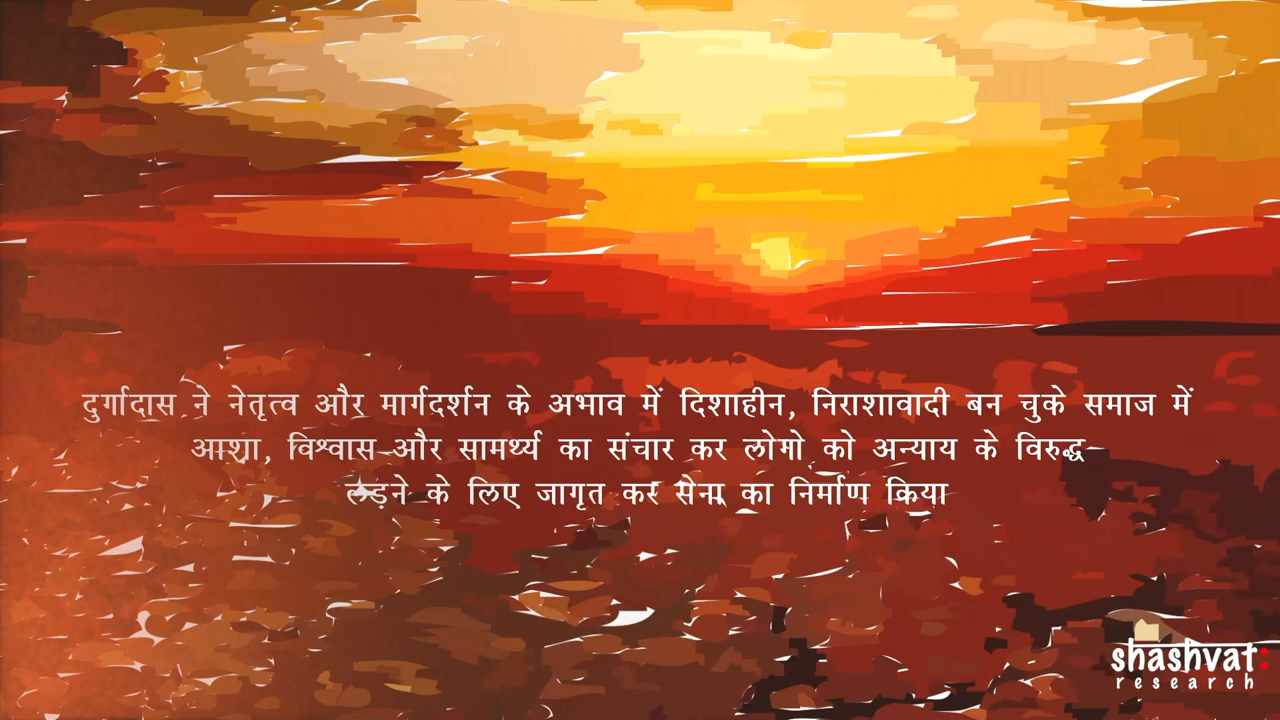 दुर्गादास ने नेतृत्व और मार्गदर्शन के अभाव में दिशाहीन, निराशावादी बन चुके समाज में
आशा, विश्वास और सामर्थ्य का संचार कर लोगो को अन्याय के विरुद्ध
लड़ने के लिए जागृत कर सेना का निर्माण किया
shashvat:
research